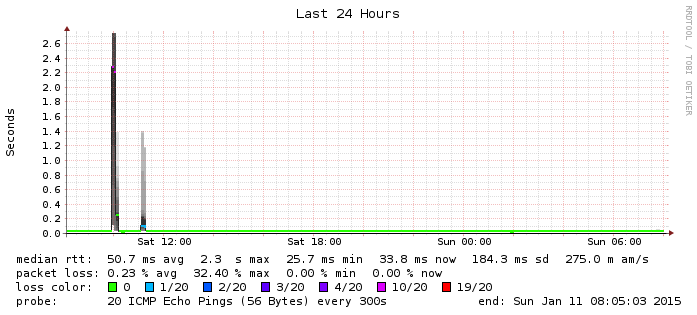 Last 24 Hours
RRDTOOL / TOBI OETIKER
Seconds
2.6
2.4
2.2
2.0
1.8
1.6
1.4
1.2
1.0
0.8
0.6
0.4
0.2
0.0
Sat 12:00 Sat 18:00 Sun 00:00 Sun 06:00
median rtt: 50.7 ms avg 2.3 s max 25.7 ms min 33.8 ms now 184.3 ms sd 275.0 m am/s
packet loss: 0.23 % avg 32.40 % max 0.00 % min 0.00 % now
loss color: 0 1/20 2/20 3/20 4/20 10/20 19/20
probe: 20 ICMP Echo Pings (56 Bytes) every 300s end: Sun Jan 11 08:05:03 2015